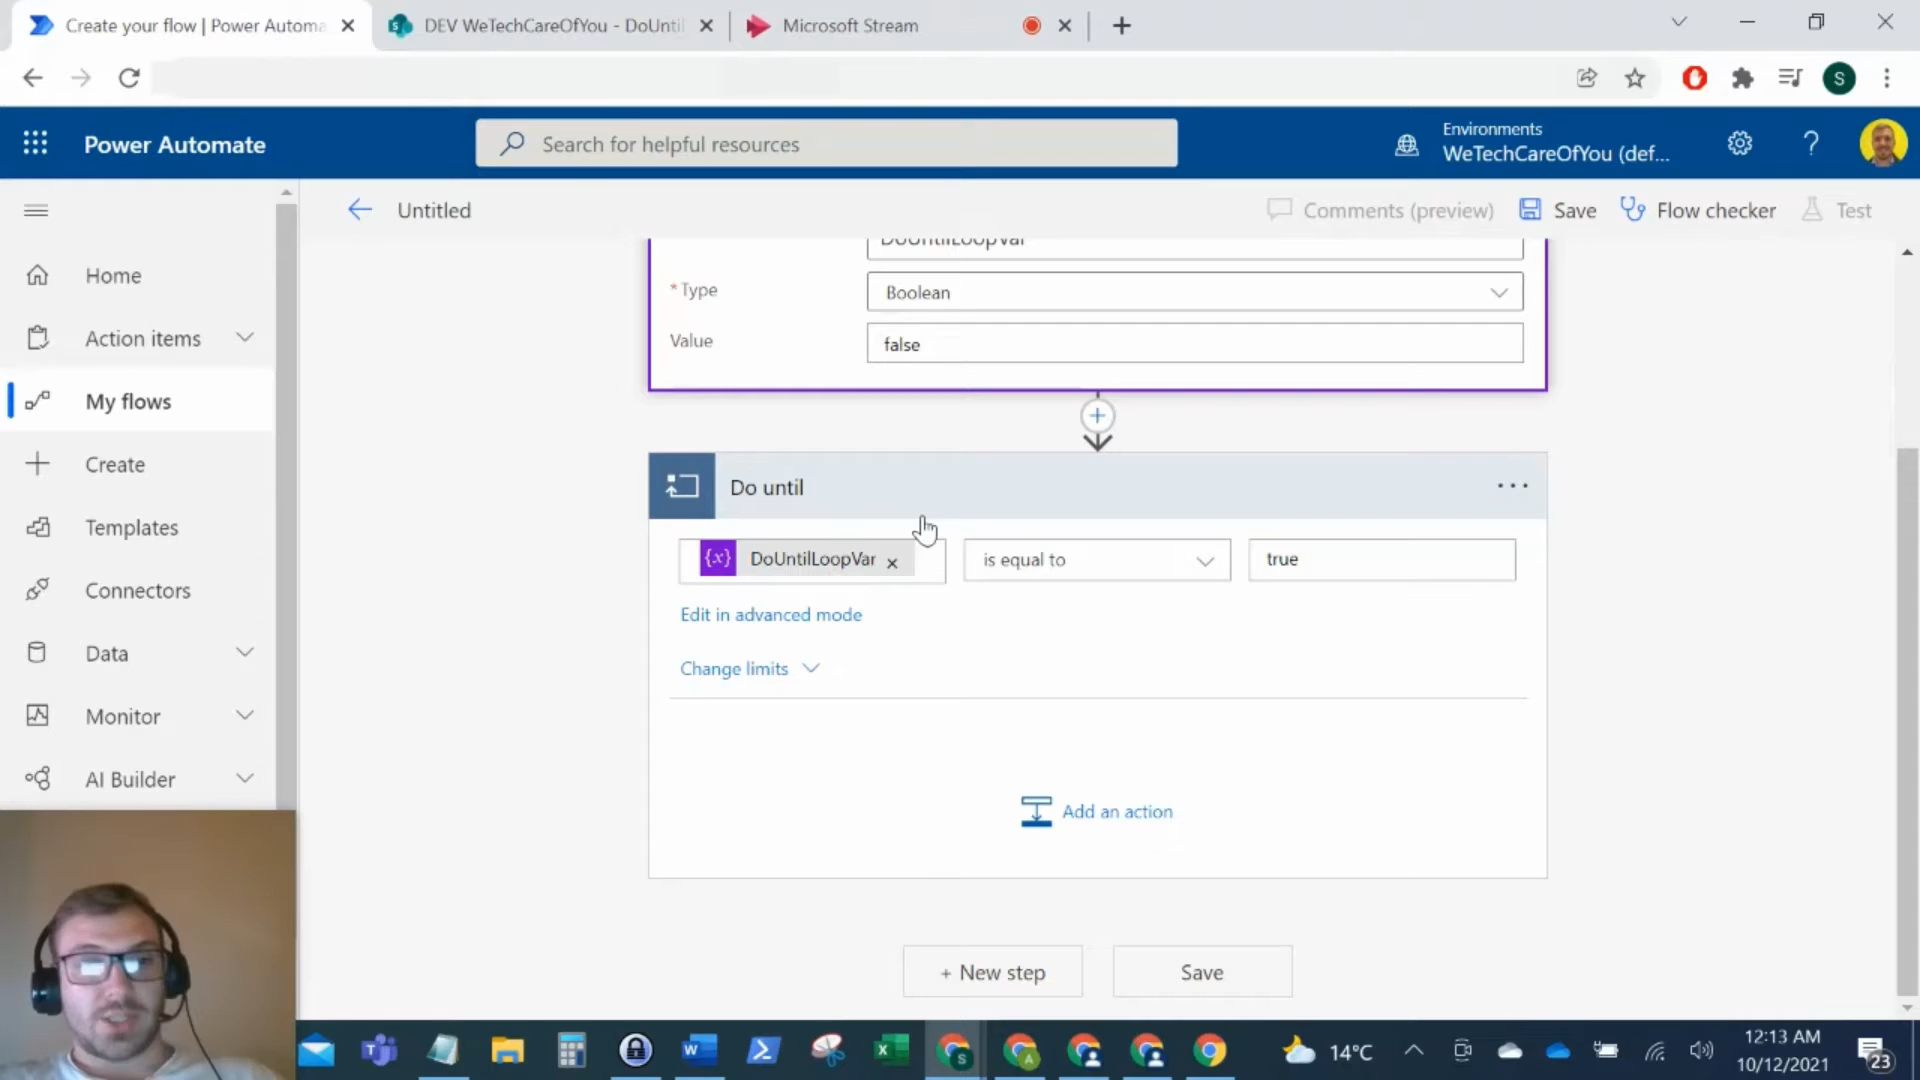 Create your flow | Power Automa
DEV WeTechCareOfYou - DoUntil
Microsoft Stream
S
Power Automate
Search for helpful resources
Environments
WeTechCareOfYou (def...
?
Untitled
Comments (preview)
Save
Flow checker
Test
Home
Action items
My flows
Create
Templates
Connectors
Data
Monitor
AI Builder
DoUntilLoopVar
* Type
Boolean
Value
false
Do until
{x} DoUntilLoopVar ×
is equal to
true
Edit in advanced mode
Change limits
Add an action
+ New step
Save
14°C
12:13 AM
10/12/2021
23